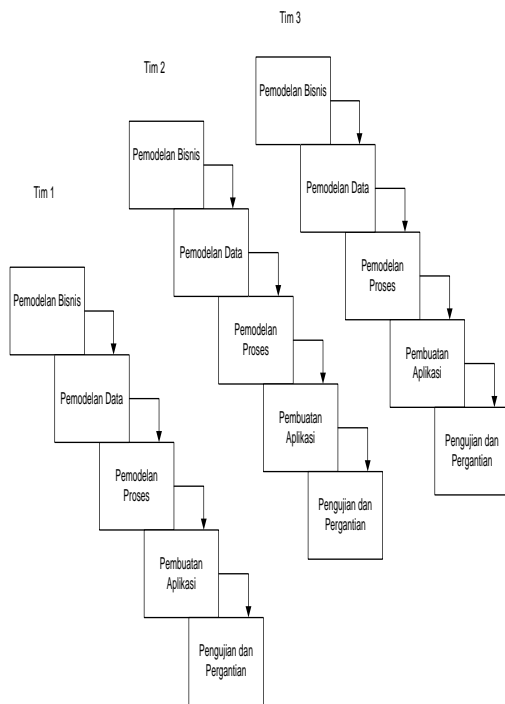 Tim 3
Pemodelan Bisnis
Pemodelan Data
Pemodelan
Proses
Pembuatan
Aplikasi
Pengujian dan
Pergantian
Tim 2
Pemodelan Bisnis
Pemodelan Data
Pemodelan
Proses
Pembuatan
Aplikasi
Pengujian dan
Pergantian
Tim 1
Pemodelan Bisnis
Pemodelan Data
Pemodelan
Proses
Pembuatan
Aplikasi
Pengujian dan
Pergantian